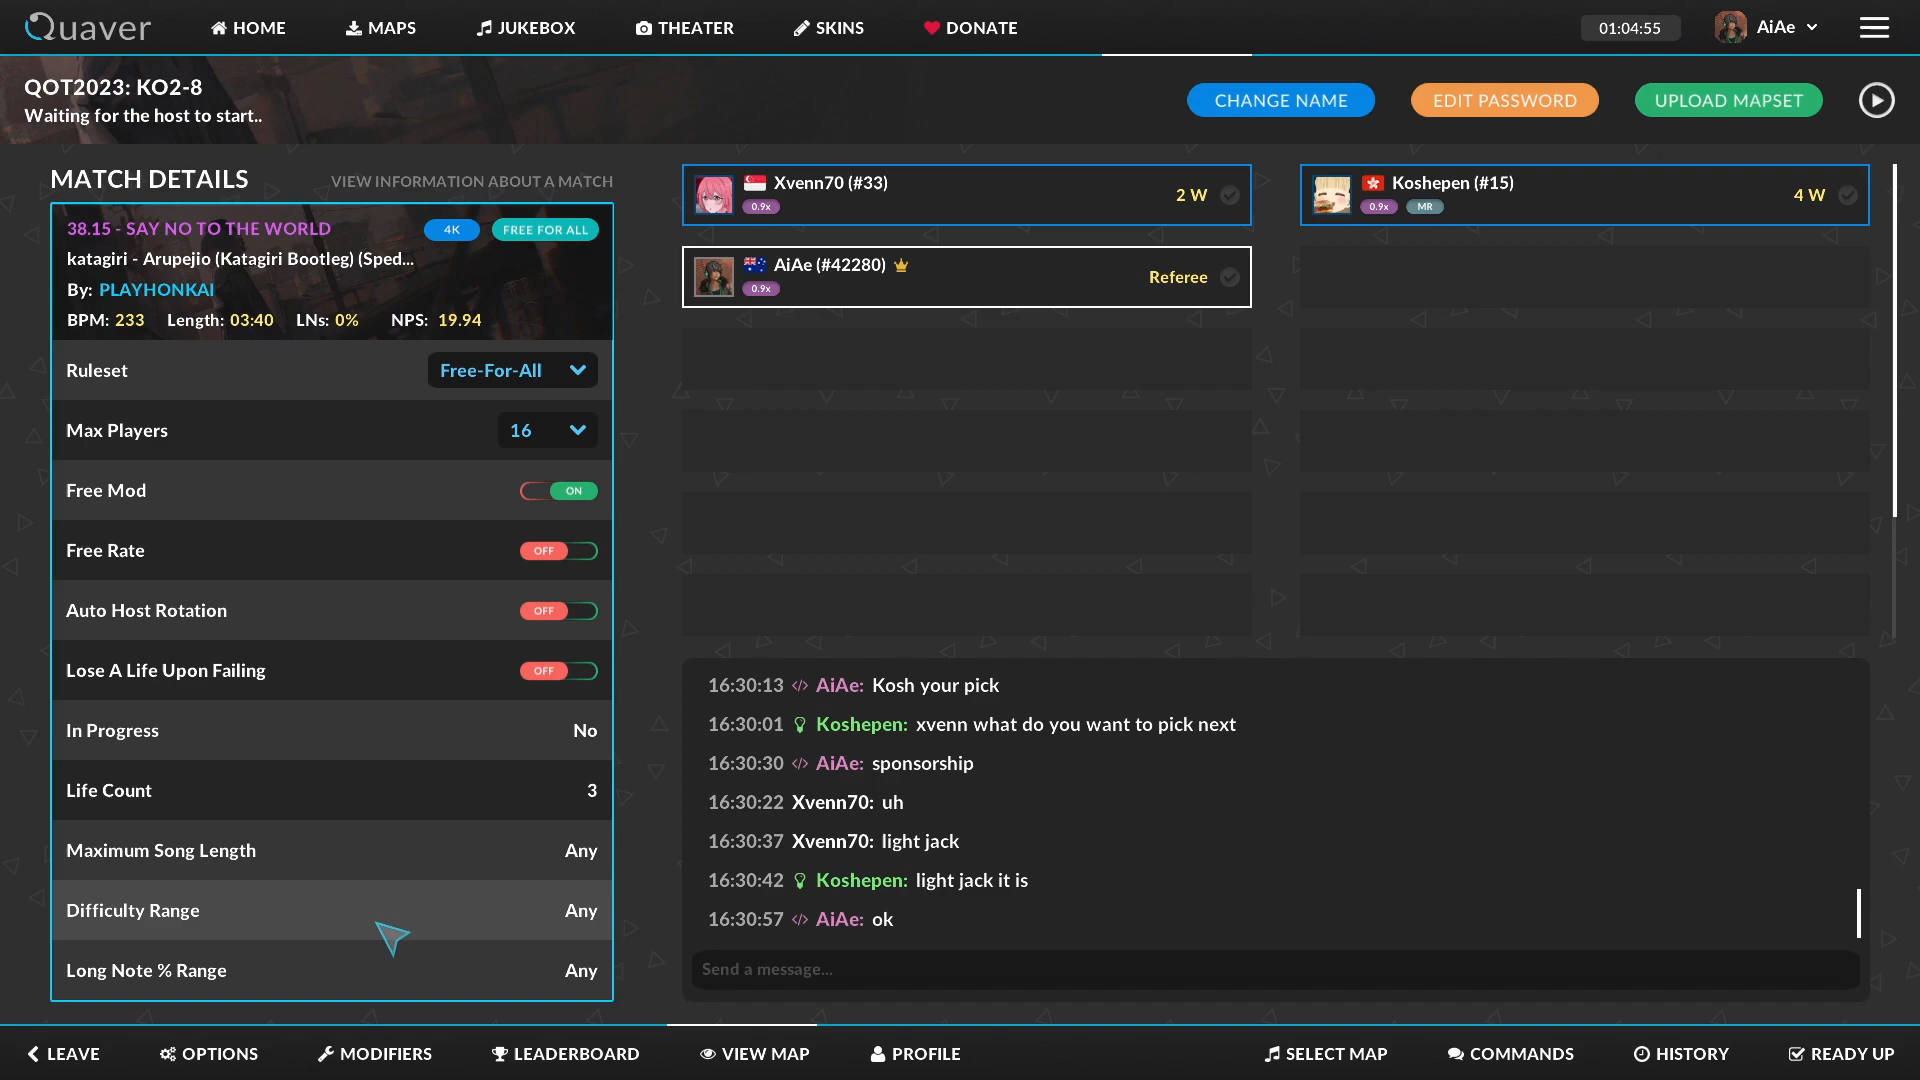 Quaver
HOME
MAPS
JUKEBOX
THEATER
SKINS
DONATE
01:04:55
AiAe
QOT2023: KO2-8
Waiting for the host to start..
CHANGE NAME
EDIT PASSWORD
UPLOAD MAPSET
MATCH DETAILS
VIEW INFORMATION ABOUT A MATCH
38.15 - SAY NO TO THE WORLD
4K
FREE FOR ALL
katagiri - Arupejio (Katagiri Bootleg) (Sped...
By: PLAYHONKAI
BPM: 233 Length: 03:40 LNs: 0% NPS: 19.94
Ruleset Free-For-All
Max Players 16
Free Mod ON
Free Rate OFF
Auto Host Rotation OFF
Lose A Life Upon Failing OFF
In Progress No
Life Count 3
Maximum Song Length Any
Difficulty Range Any
Long Note % Range Any
Xvenn70 (#33)
0.9x
2 W
Koshepen (#15)
0.9x MR
4 W
AiAe (#42280)
0.9x
Referee
16:30:13 </> AiAe: Kosh your pick
16:30:01 Koshepen: xvenn what do you want to pick next
16:30:30 </> AiAe: sponsorship
16:30:22 Xvenn70: uh
16:30:37 Xvenn70: light jack
16:30:42 Koshepen: light jack it is
16:30:57 </> AiAe: ok
Send a message...
LEAVE
OPTIONS
MODIFIERS
LEADERBOARD
VIEW MAP
PROFILE
SELECT MAP
COMMANDS
HISTORY
READY UP